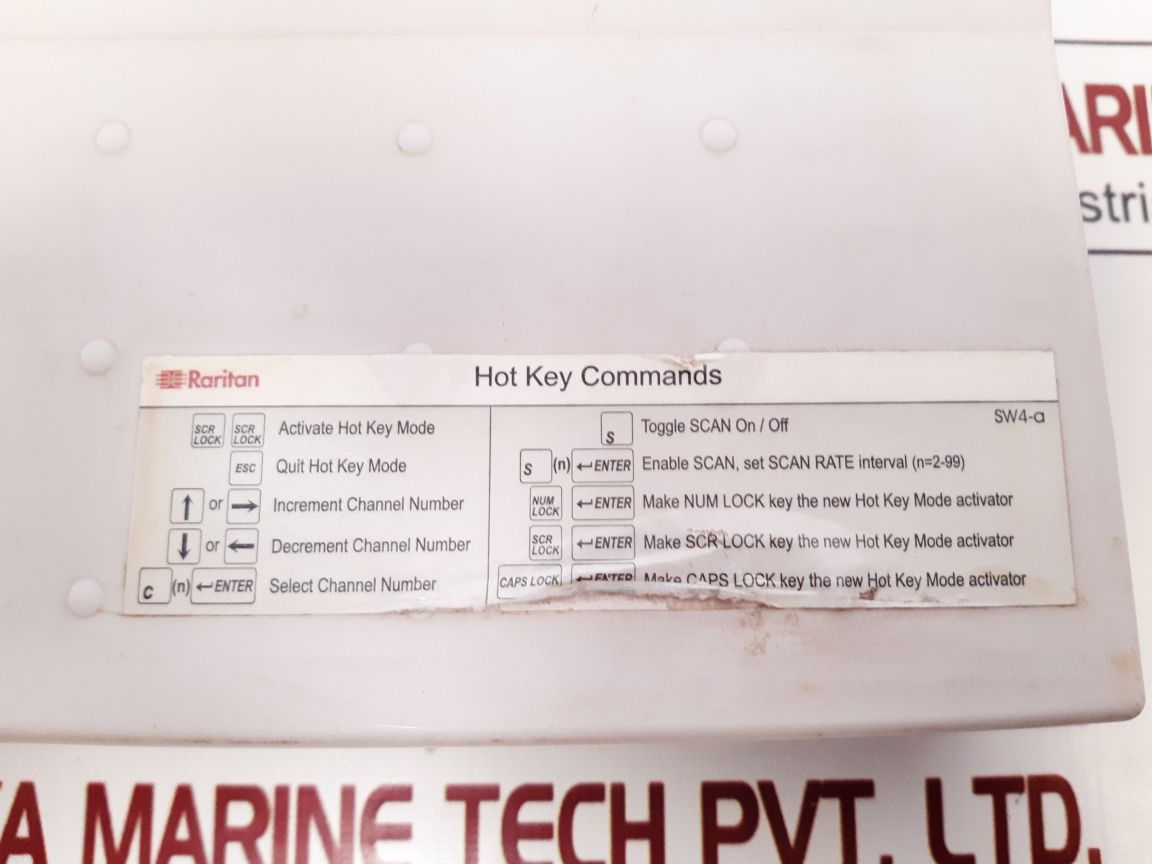 ARI
stri
Raritan
Hot Key Commands
SW4-a
SCR LOCK SCR LOCK Activate Hot Key Mode
ESC Quit Hot Key Mode
↑ or → Increment Channel Number
↓ or ← Decrement Channel Number
C (n) ←ENTER Select Channel Number
S Toggle SCAN On / Off
S (n) ←ENTER Enable SCAN, set SCAN RATE interval (n=2-99)
NUM LOCK ←ENTER Make NUM LOCK key the new Hot Key Mode activator
SCR LOCK ←ENTER Make SCR LOCK key the new Hot Key Mode activator
CAPS LOCK ←ENTER Make CAPS LOCK key the new Hot Key Mode activator
A MARINE TECH PVT. LTD.